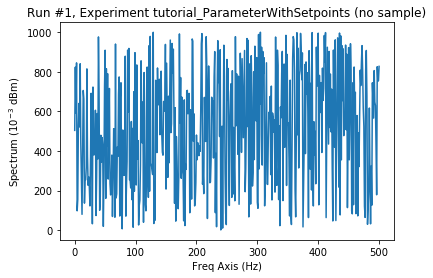 Run #1, Experiment tutorial_ParameterWithSetpoints (no sample)
1000
800
600
400
200
0
Spectrum (10⁻³ dBm)
0 100 200 300 400 500
Freq Axis (Hz)